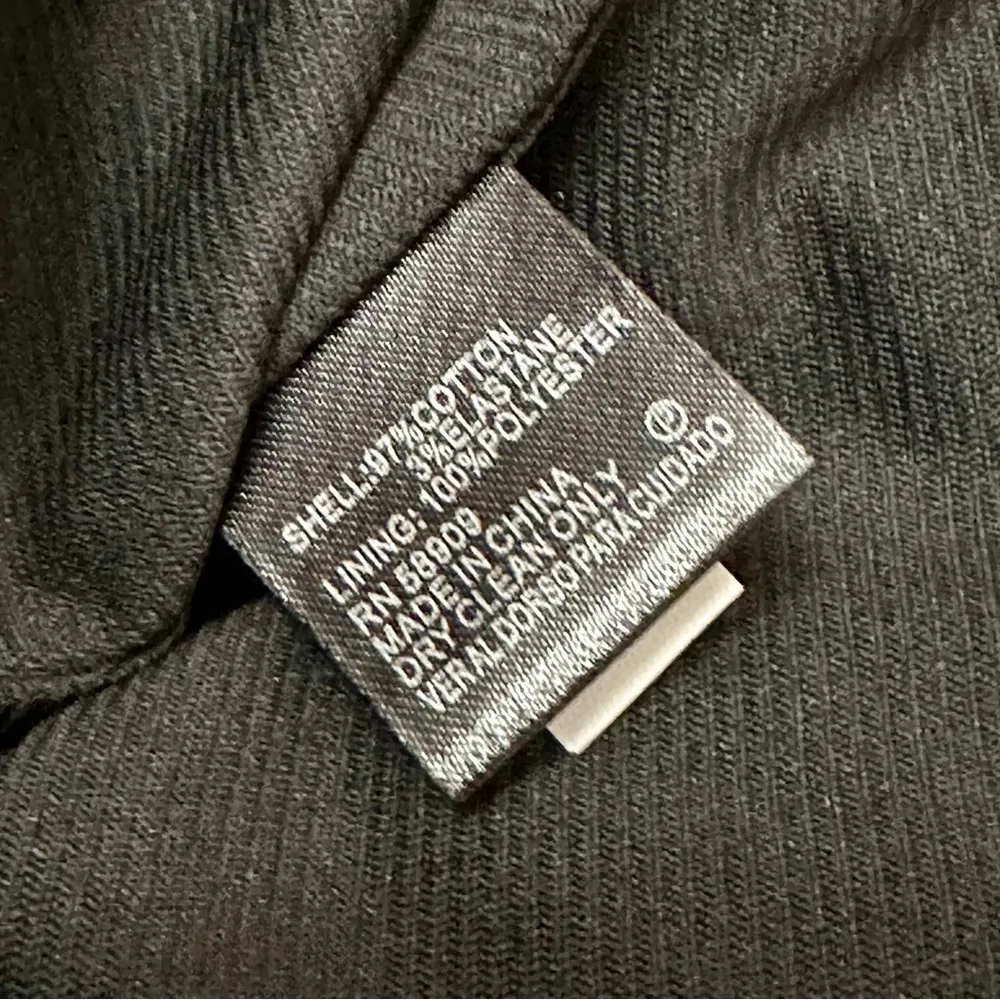 SHELL:97%COTTON
3%ELASTANE
LINING: 100%POLYESTER
RN 58909
MADE IN CHINA
DRY CLEAN ONLY
VER AL DORSO PARA CUIDADO